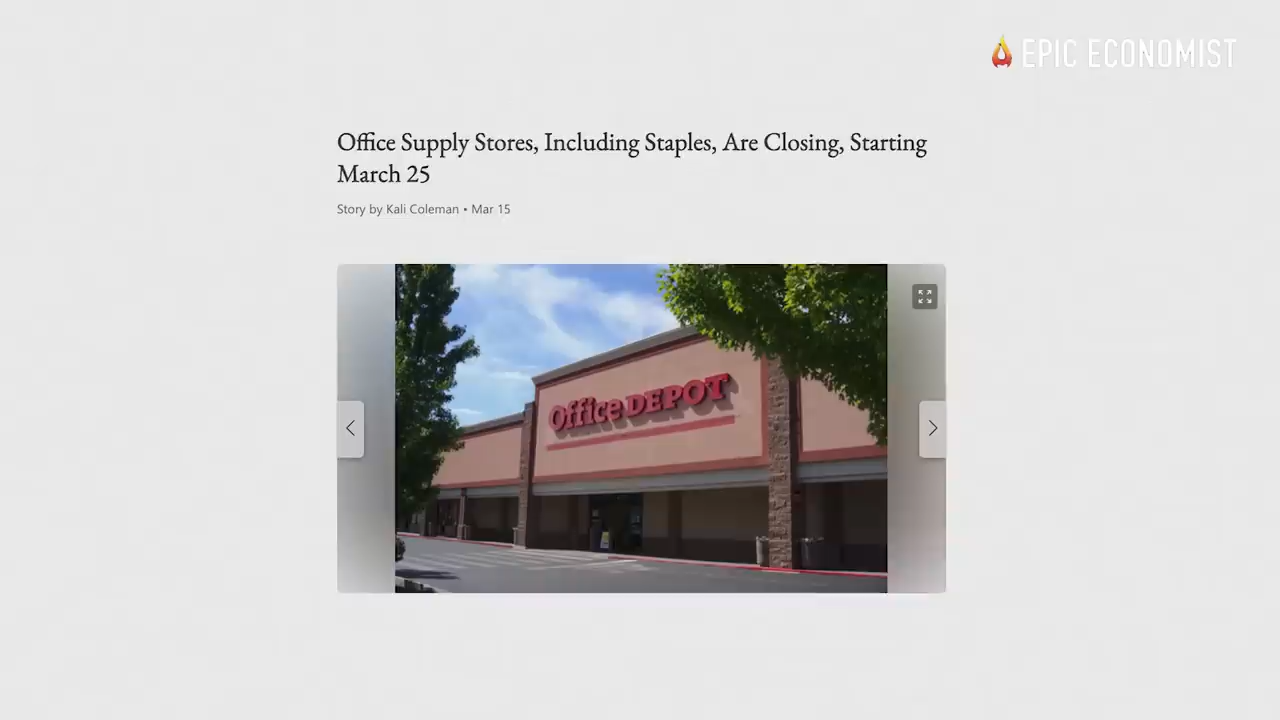 EPIC ECONOMIST
Office Supply Stores, Including Staples, Are Closing, Starting
March 25
Story by Kali Coleman • Mar 15
Office DEPOT